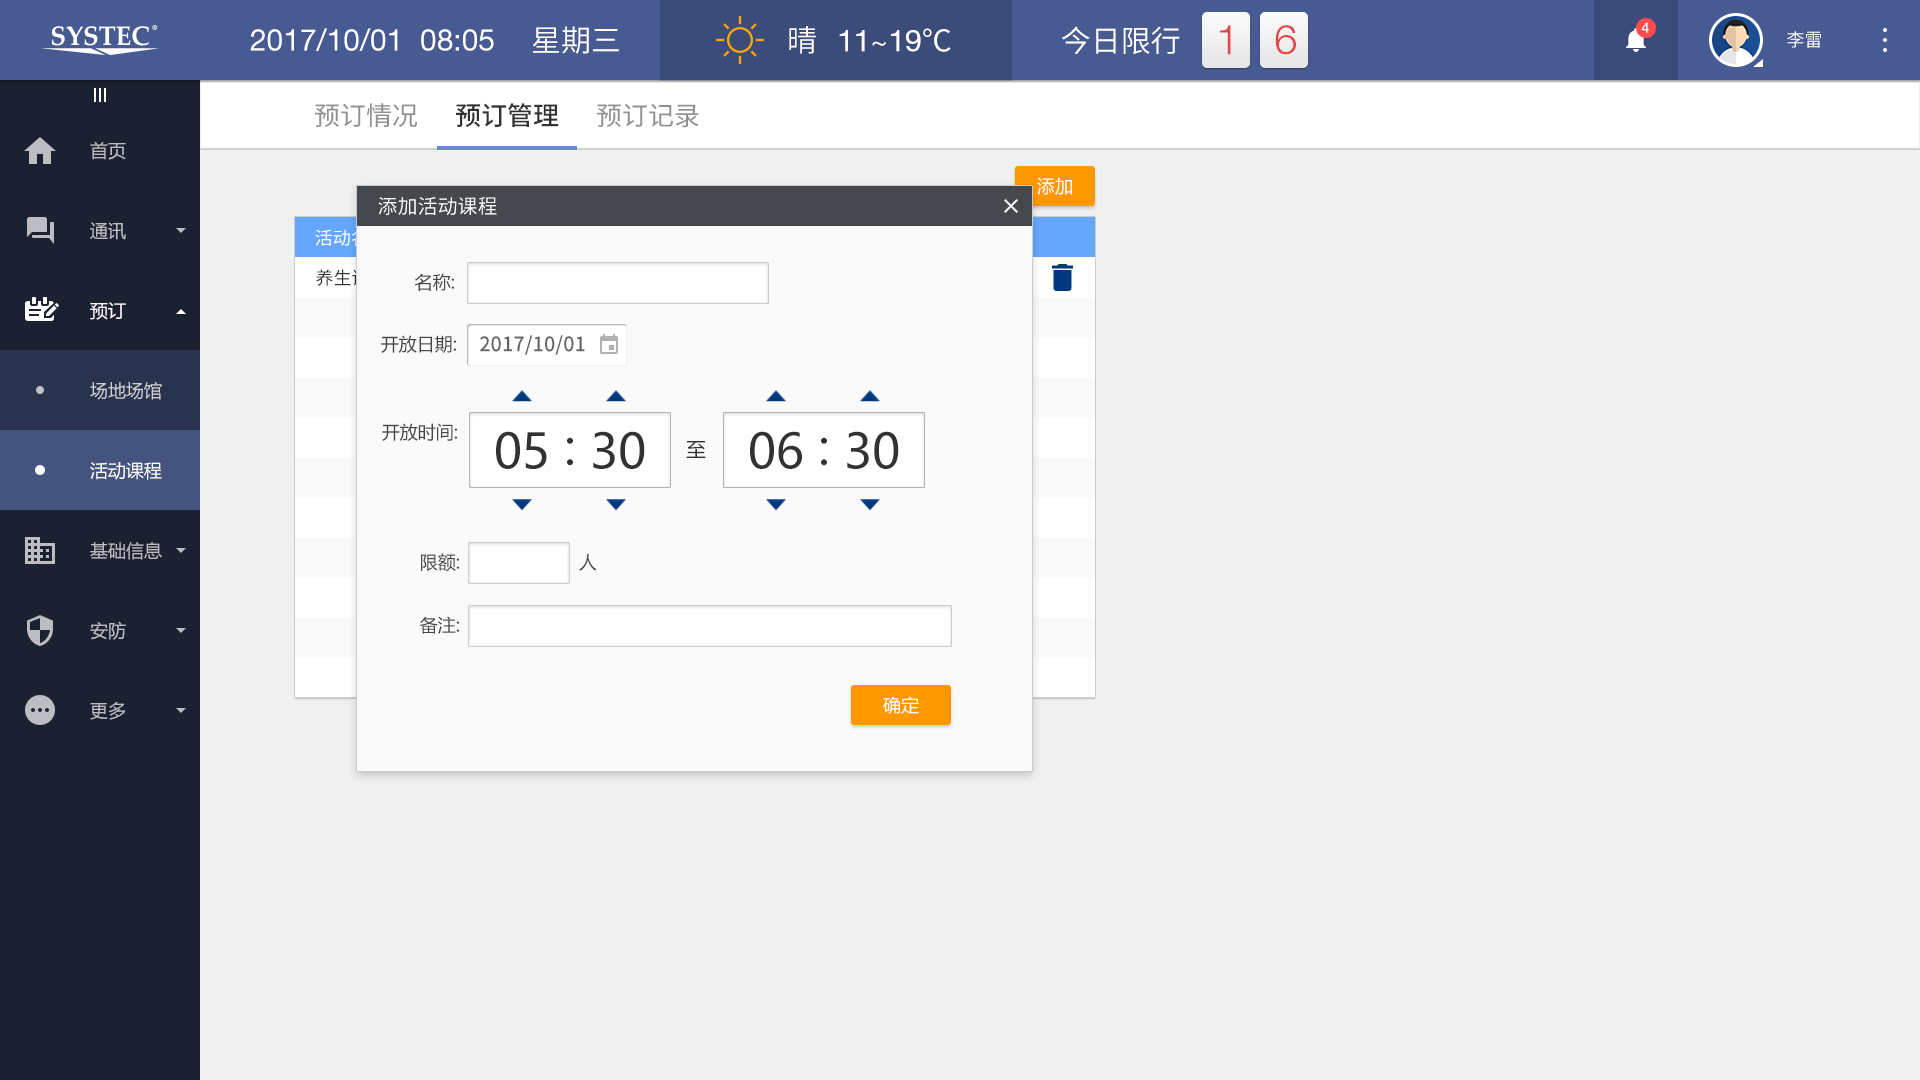 SYSTEC®
2017/10/01 08:05 星期三
晴 11~19℃
今日限行 1 6
4
李雷
首页
通讯
预订
场地场馆
活动课程
基础信息
安防
更多
预订情况 预订管理 预订记录
添加
活动
养生
添加活动课程
名称:
开放日期: 2017/10/01
开放时间: 05 : 30 至 06 : 30
限额: 人
备注:
确定